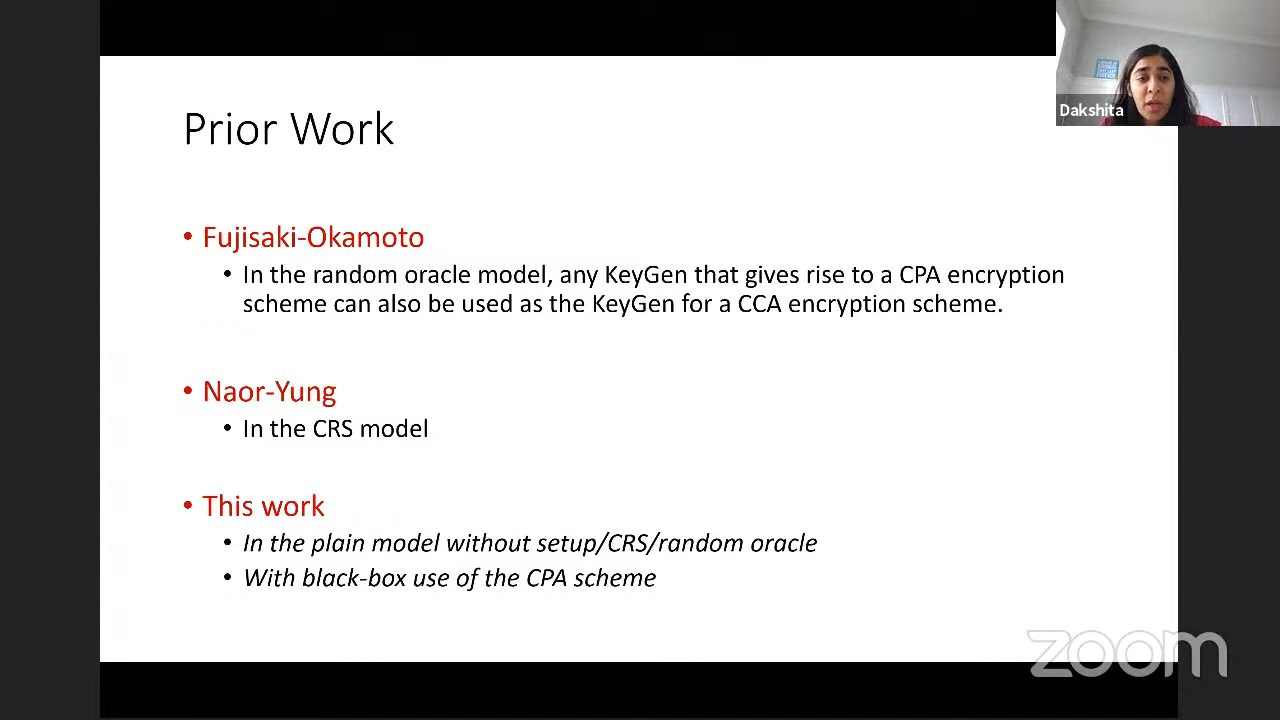 Dakshita
Prior Work
• Fujisaki-Okamoto
• In the random oracle model, any KeyGen that gives rise to a CPA encryption
scheme can also be used as the KeyGen for a CCA encryption scheme.
• Naor-Yung
• In the CRS model
• This work
• In the plain model without setup/CRS/random oracle
• With black-box use of the CPA scheme
zoom